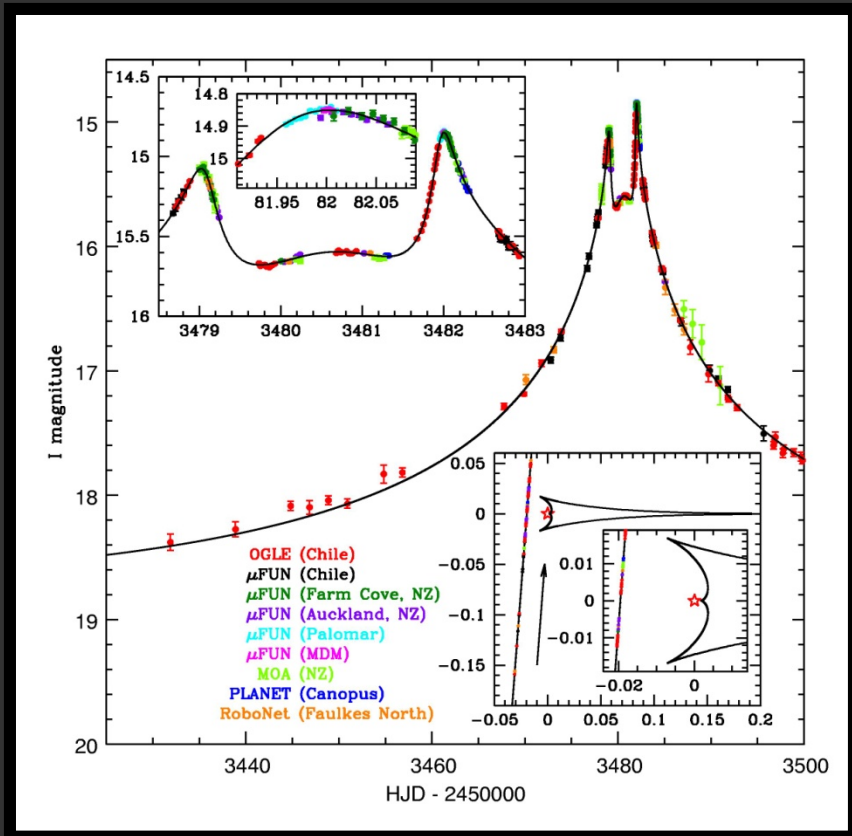 14.5
15
15.5
16
3479 3480 3481 3482 3483
14.8
14.9
15
81.95 82 82.05
I magnitude
15
16
17
18
19
20
OGLE (Chile)
μFUN (Chile)
μFUN (Farm Cove, NZ)
μFUN (Auckland, NZ)
μFUN (Palomar)
μFUN (MDM)
MOA (NZ)
PLANET (Canopus)
RoboNet (Faulkes North)
0.05
0
-0.05
-0.1
-0.15
-0.05 0 0.05 0.1 0.15 0.2
0.01
0
-0.01
-0.02 0
3440 3460 3480 3500
HJD - 2450000